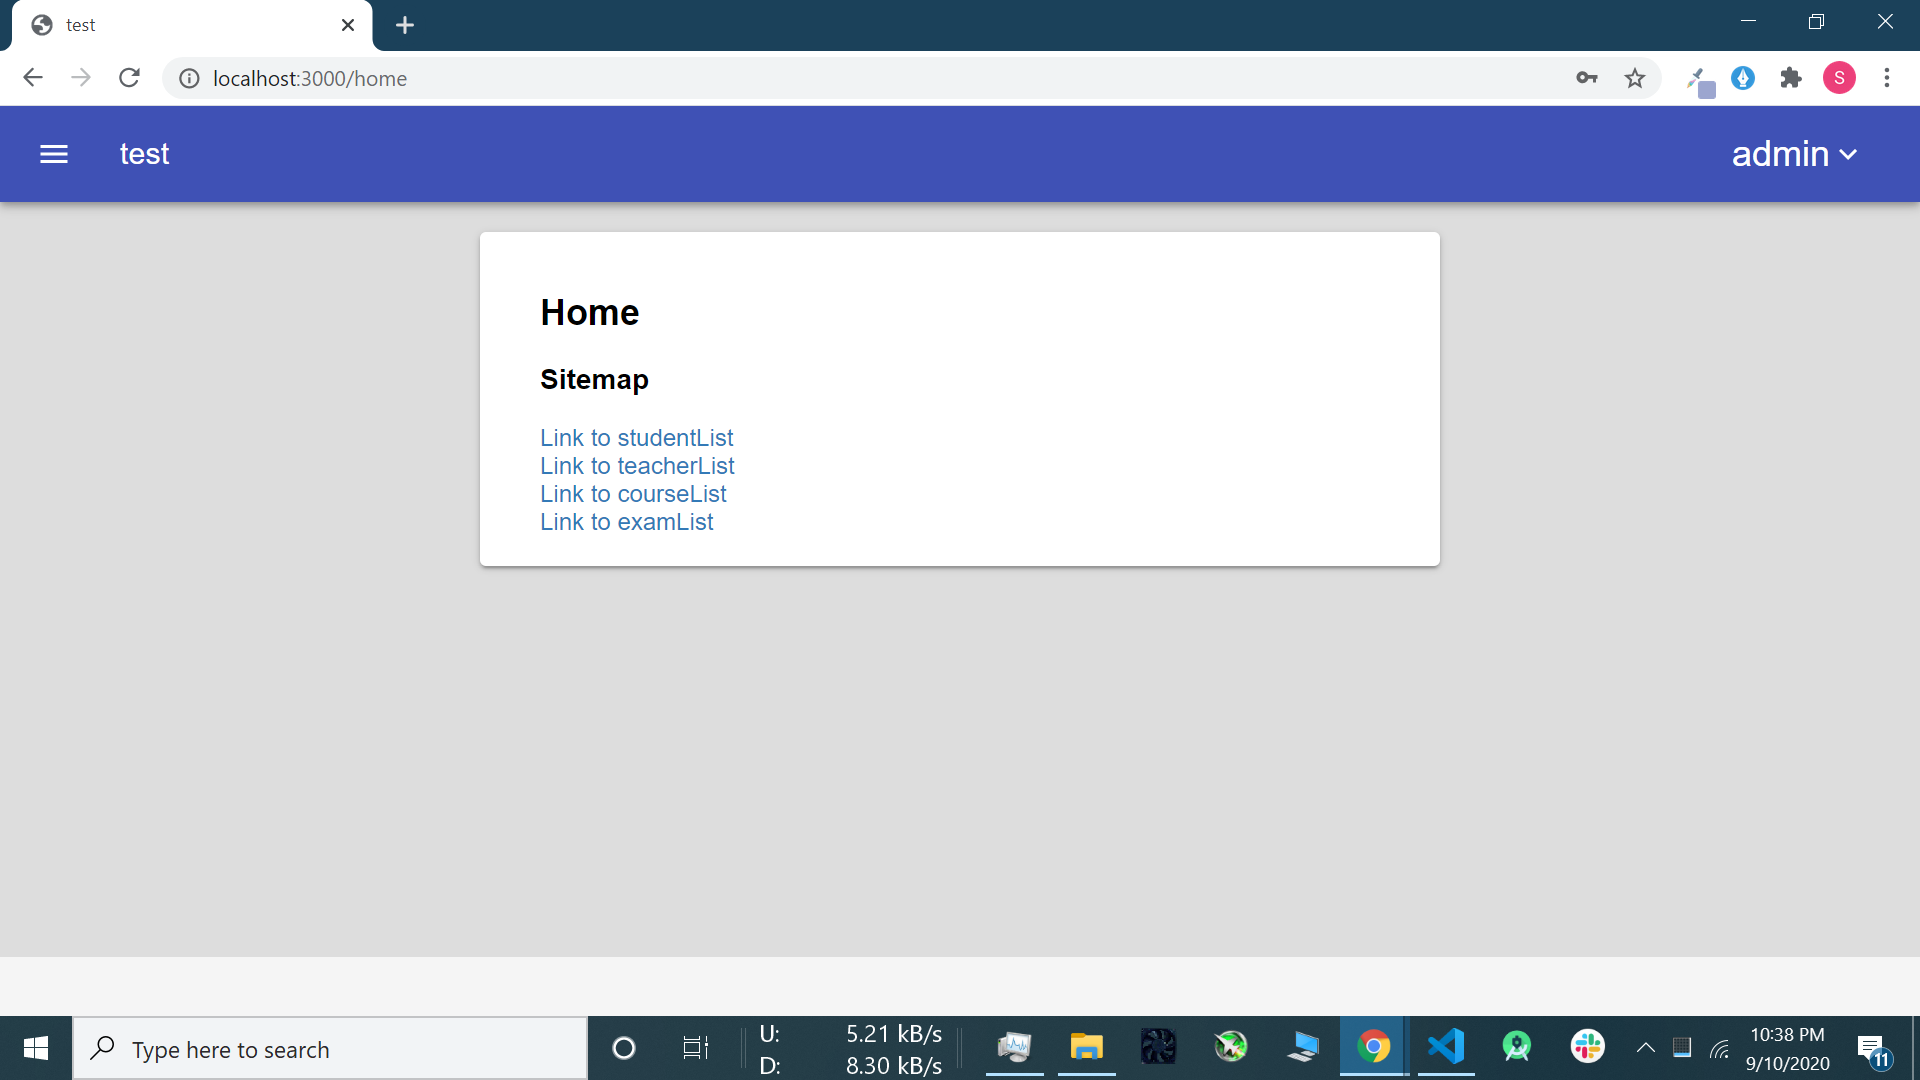 test
localhost:3000/home
S
test
admin
Home
Sitemap
Link to studentList
Link to teacherList
Link to courseList
Link to examList
Type here to search
U: 5.21 kB/s
D: 8.30 kB/s
10:38 PM
9/10/2020
11